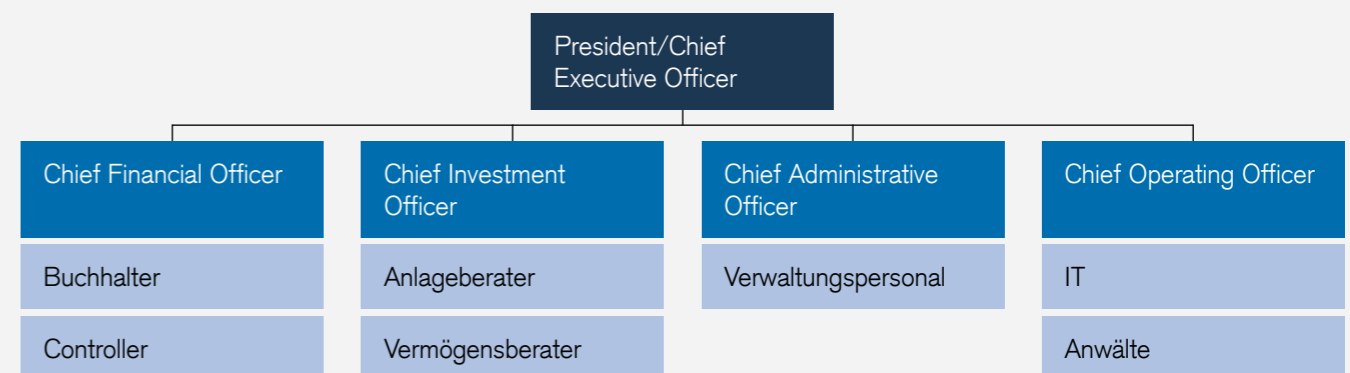 President/Chief
Executive Officer
Chief Financial Officer
Chief Investment
Officer
Chief Administrative
Officer
Chief Operating Officer
Buchhalter
Anlageberater
Verwaltungspersonal
IT
Controller
Vermögensberater
Anwälte